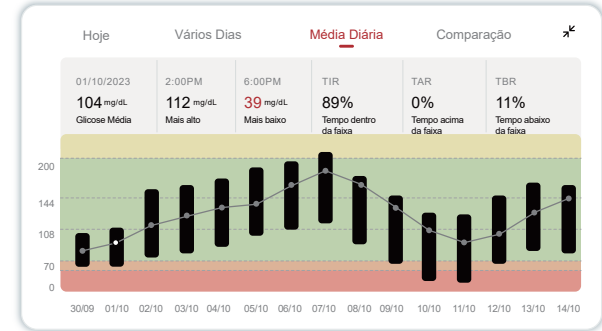 Hoje Vários Dias Média Diária Comparação
01/10/2023 2:00PM 6:00PM TIR TAR TBR
104 mg/dL 112 mg/dL 39 mg/dL 89% 0% 11%
Glicose Média Mais alto Mais baixo Tempo dentro Tempo acima Tempo abaixo
da faixa da faixa da faixa
200
144
108
70
0
30/09 01/10 02/10 03/10 04/10 05/10 06/10 07/10 08/10 09/10 10/10 11/10 12/10 13/10 14/10